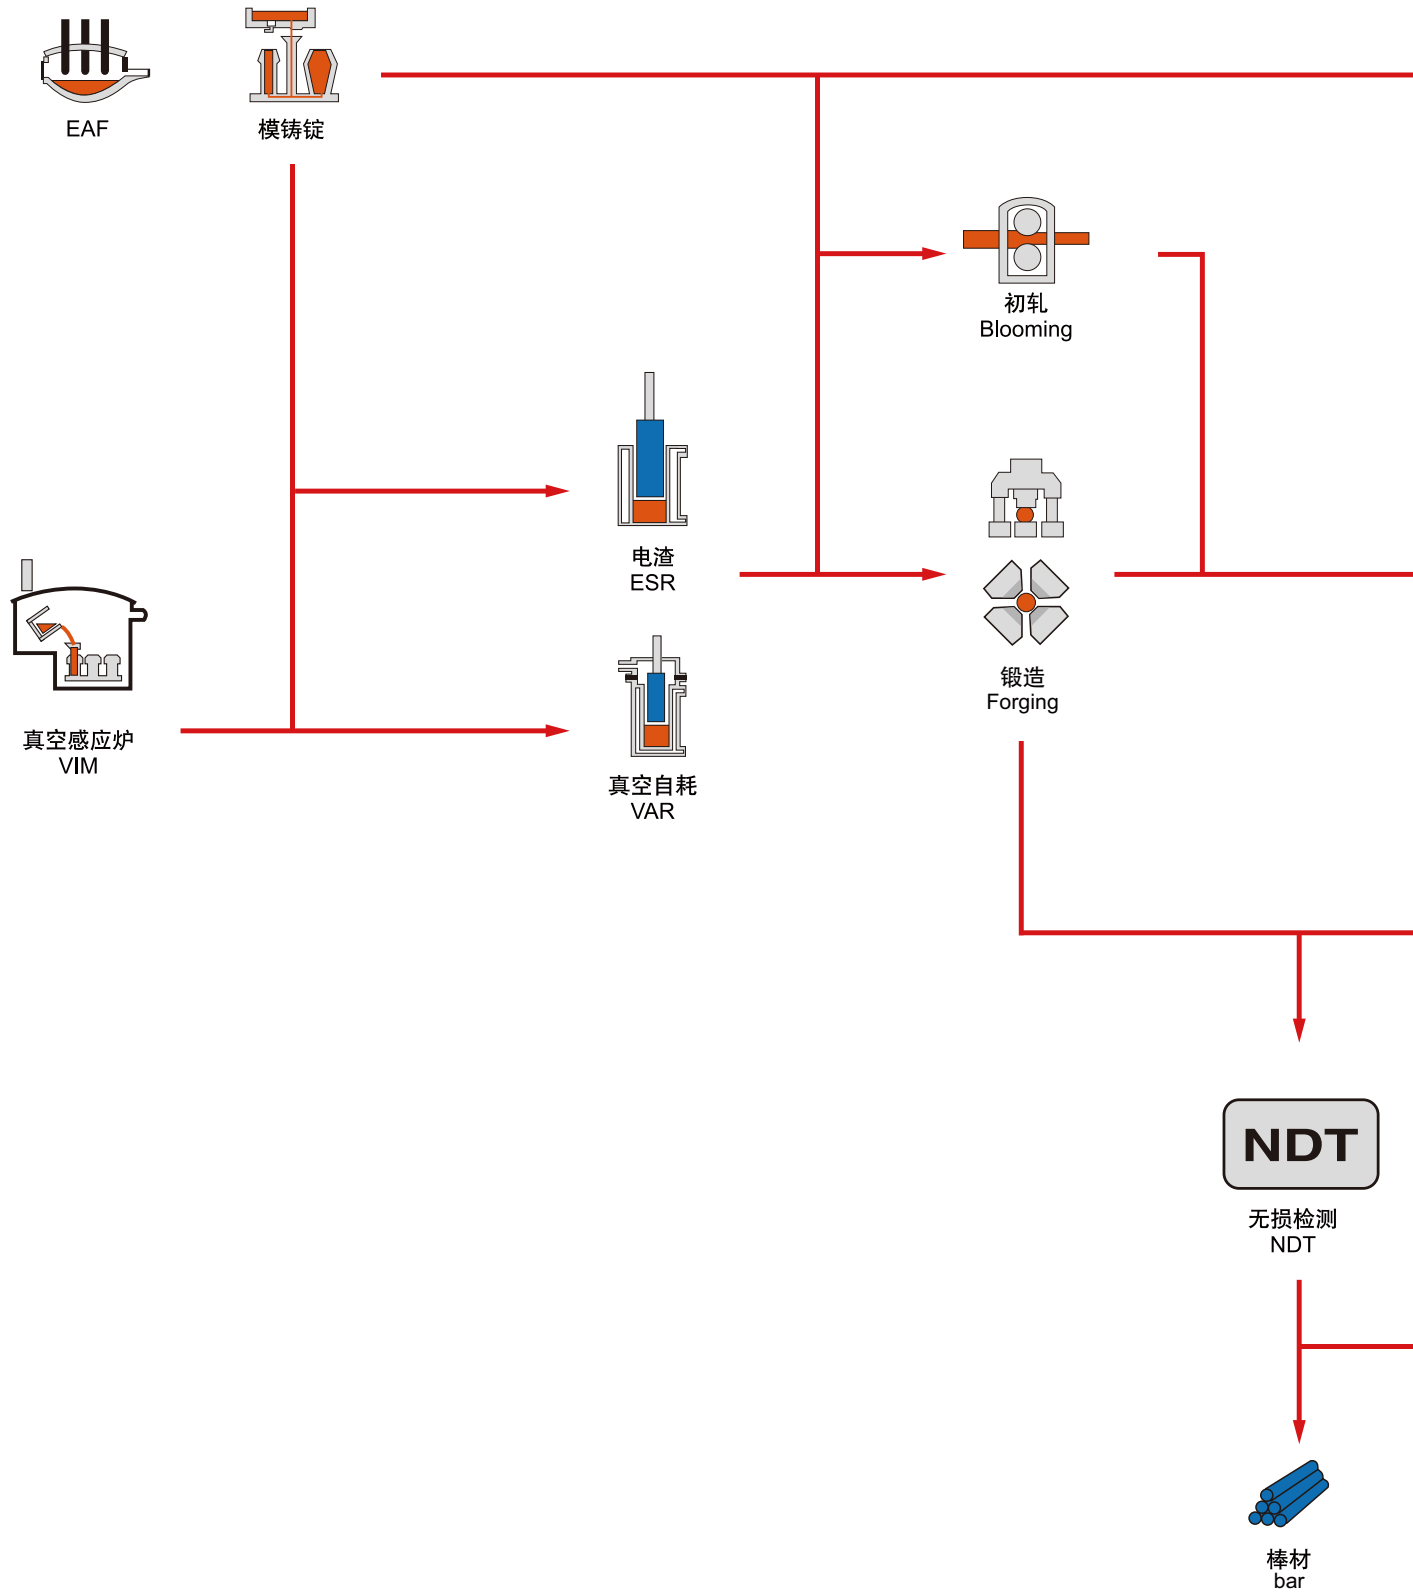 EAF
模铸锭
初轧
Blooming
电渣
ESR
锻造
Forging
真空感应炉
VIM
真空自耗
VAR
NDT
无损检测
NDT
棒材
bar